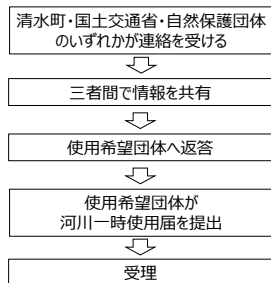 清水町・国土交通省・自然保護団体
のいずれかが連絡を受ける
三者間で情報を共有
使用希望団体へ返答
使用希望団体が
河川一時使用届を提出
受理